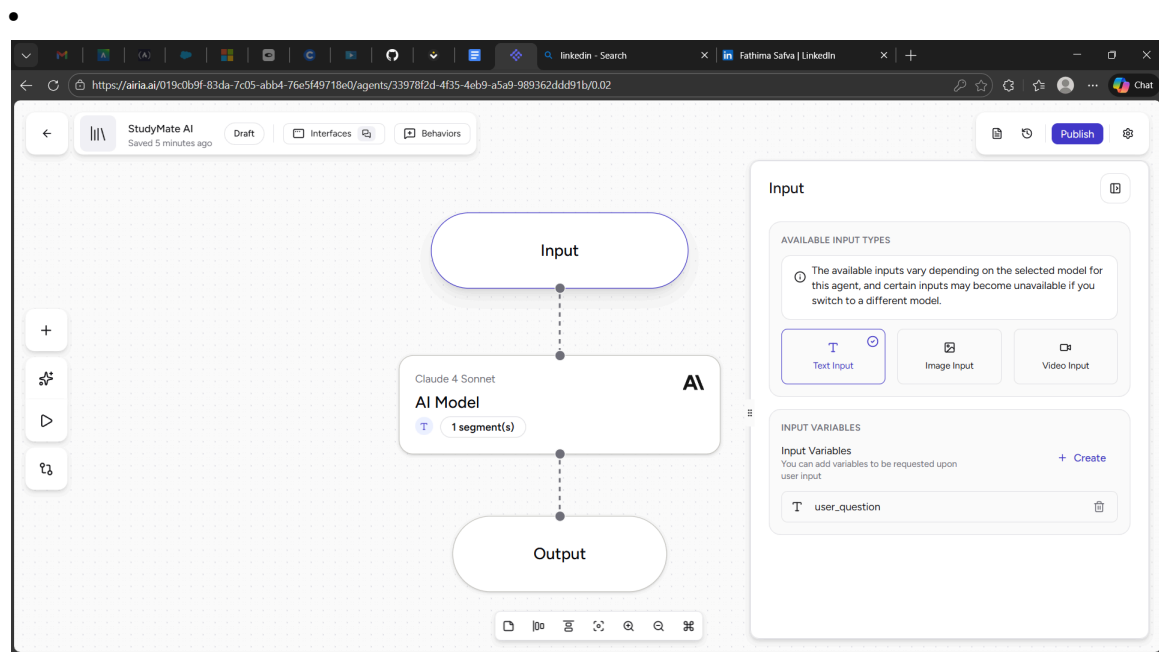 linkedin - Search
Fathima Safva | LinkedIn
https://airia.ai/019c0b9f-83da-7c05-abb4-76e5f49718e0/agents/33978f2d-4f35-4eb9-a5a9-989362ddd91b/0.02
Chat
StudyMate AI
Saved 5 minutes ago
Draft
Interfaces
Behaviors
Publish
Input
Claude 4 Sonnet
AI Model
T 1 segment(s)
Output
Input
AVAILABLE INPUT TYPES
The available inputs vary depending on the selected model for
this agent, and certain inputs may become unavailable if you
switch to a different model.
Text Input
Image Input
Video Input
INPUT VARIABLES
Input Variables
You can add variables to be requested upon
user input
+ Create
T user_question